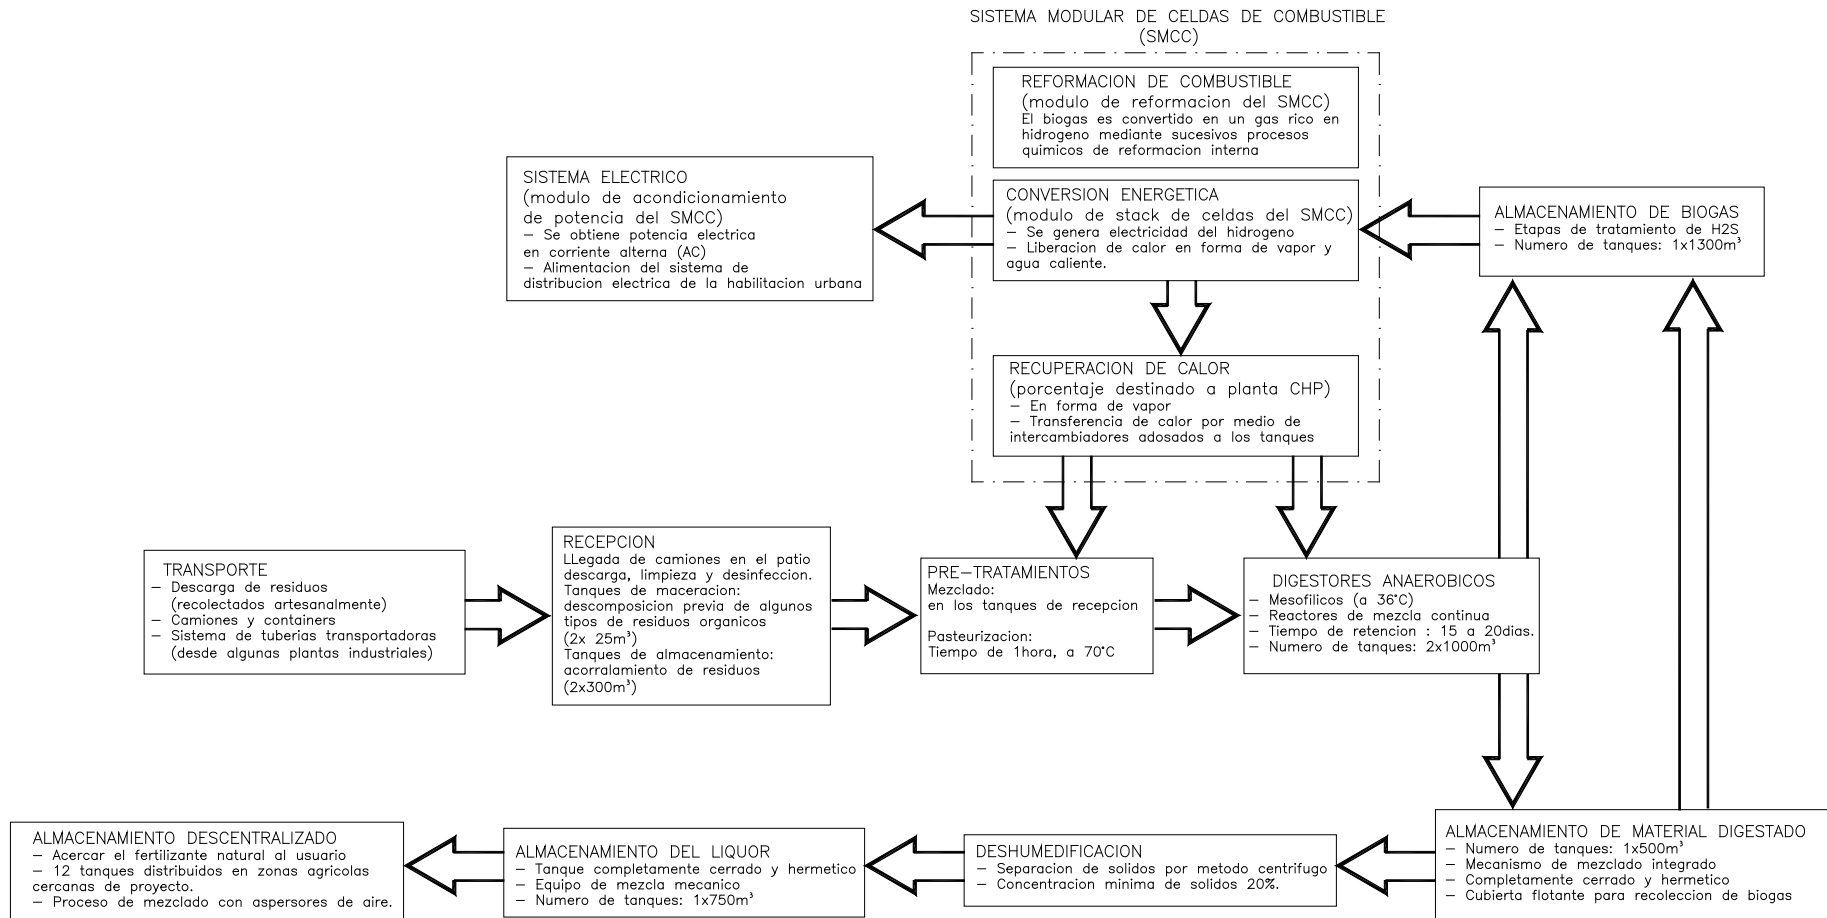 SISTEMA MODULAR DE CELDAS DE COMBUSTIBLE
(SMCC)
REFORMACION DE COMBUSTIBLE
(modulo de reformacion del SMCC)
El biogas es convertido en un gas rico en
hidrogeno mediante sucesivos procesos
quimicos de reformacion interna
SISTEMA ELECTRICO
(modulo de acondicionamiento
de potencia del SMCC)
– Se obtiene potencia electrica
en corriente alterna (AC)
– Alimentacion del sistema de
distribucion electrica de la habilitacion urbana
CONVERSION ENERGETICA
(modulo de stack de celdas del SMCC)
– Se genera electricidad del hidrogeno
– Liberacion de calor en forma de vapor y
agua caliente.
ALMACENAMIENTO DE BIOGAS
– Etapas de tratamiento de H2S
– Numero de tanques: 1x1300m³
RECUPERACION DE CALOR
(porcentaje destinado a planta CHP)
– En forma de vapor
– Transferencia de calor por medio de
intercambiadores adosados a los tanques
TRANSPORTE
– Descarga de residuos
(recolectados artesanalmente)
– Camiones y containers
– Sistema de tuberias transportadoras
(desde algunas plantas industriales)
RECEPCION
LLegada de camiones en el patio
descarga, limpieza y desinfeccion.
Tanques de maceracion:
descomposicion previa de algunos
tipos de residuos organicos
(2x 25m³)
Tanques de almacenamiento:
acorralamiento de residuos
(2x300m³)
PRE–TRATAMIENTOS
Mezclado:
en los tanques de recepcion
Pasteurizacion:
Tiempo de 1hora, a 70°C
DIGESTORES ANAEROBICOS
– Mesofilicos (a 36°C)
– Reactores de mezcla continua
– Tiempo de retencion : 15 a 20dias.
– Numero de tanques: 2x1000m³
ALMACENAMIENTO DESCENTRALIZADO
– Acercar el fertilizante natural al usuario
– 12 tanques distribuidos en zonas agricolas
cercanas de proyecto.
– Proceso de mezclado con aspersores de aire.
ALMACENAMIENTO DEL LIQUOR
– Tanque completamente cerrado y hermetico
– Equipo de mezcla mecanico
– Numero de tanques: 1x750m³
DESHUMEDIFICACION
– Separacion de solidos por metodo centrifugo
– Concentracion minima de solidos 20%.
ALMACENAMIENTO DE MATERIAL DIGESTADO
– Numero de tanques: 1x500m³
– Mecanismo de mezclado integrado
– Completamente cerrado y hermetico
– Cubierta flotante para recoleccion de biogas